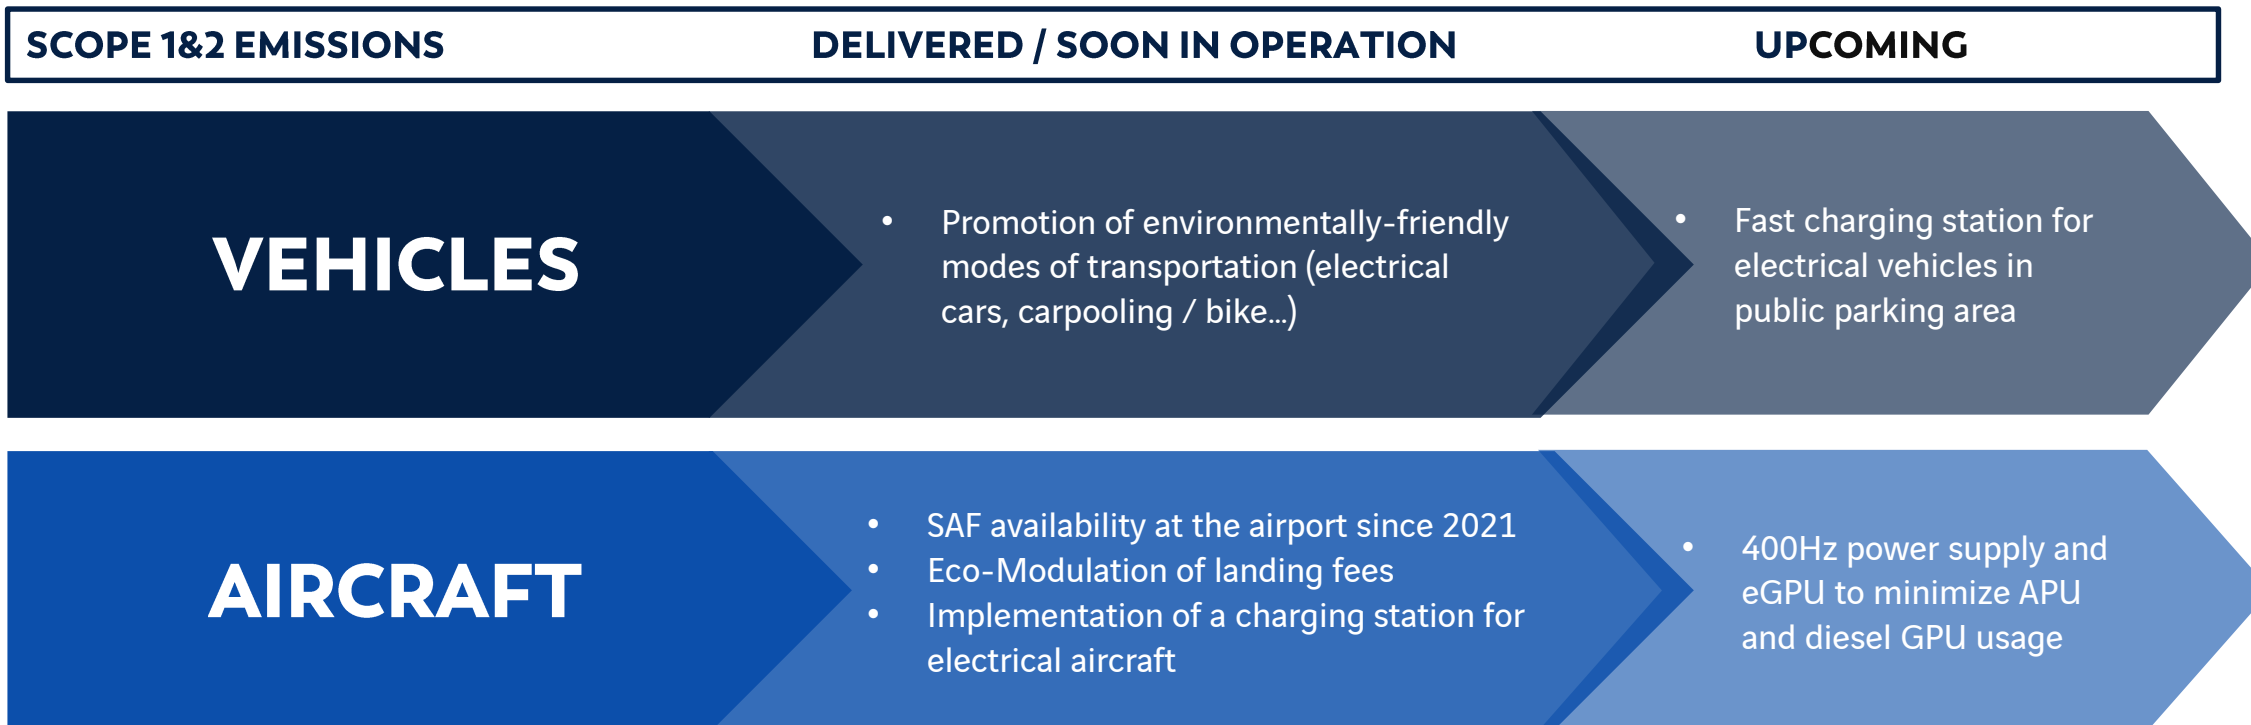 SCOPE 1&2 EMISSIONS
DELIVERED / SOON IN OPERATION
UPCOMING
VEHICLES
• Promotion of environmentally-friendly
modes of transportation (electrical
cars, carpooling / bike...)
• Fast charging station for
electrical vehicles in
public parking area
AIRCRAFT
• SAF availability at the airport since 2021
• Eco-Modulation of landing fees
• Implementation of a charging station for
electrical aircraft
• 400Hz power supply and
eGPU to minimize APU
and diesel GPU usage